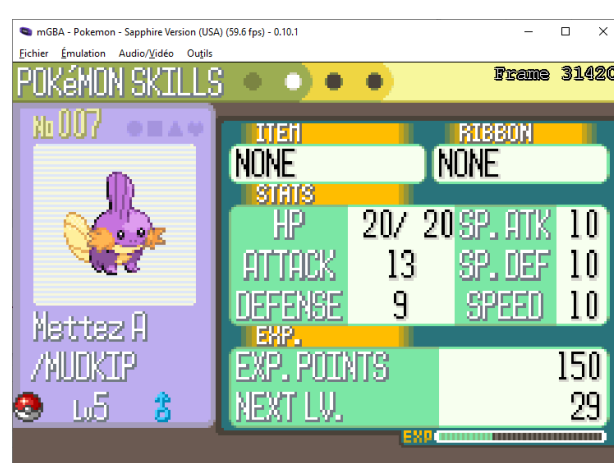 mGBA - Pokemon - Sapphire Version (USA) (59.6 fps) - 0.10.1
Fichier Émulation Audio/Vidéo Outils
POKéMON SKILLS
Frame 31420
No 007
ITEM RIBBON
NONE NONE
STATS
HP 20/ 20 SP. ATK 10
ATTACK 13 SP. DEF 10
DEFENSE 9 SPEED 10
Mettez A
/MUDKIP
Lv5 ♂
EXP.
EXP. POINTS 150
NEXT LV. 29
EXP